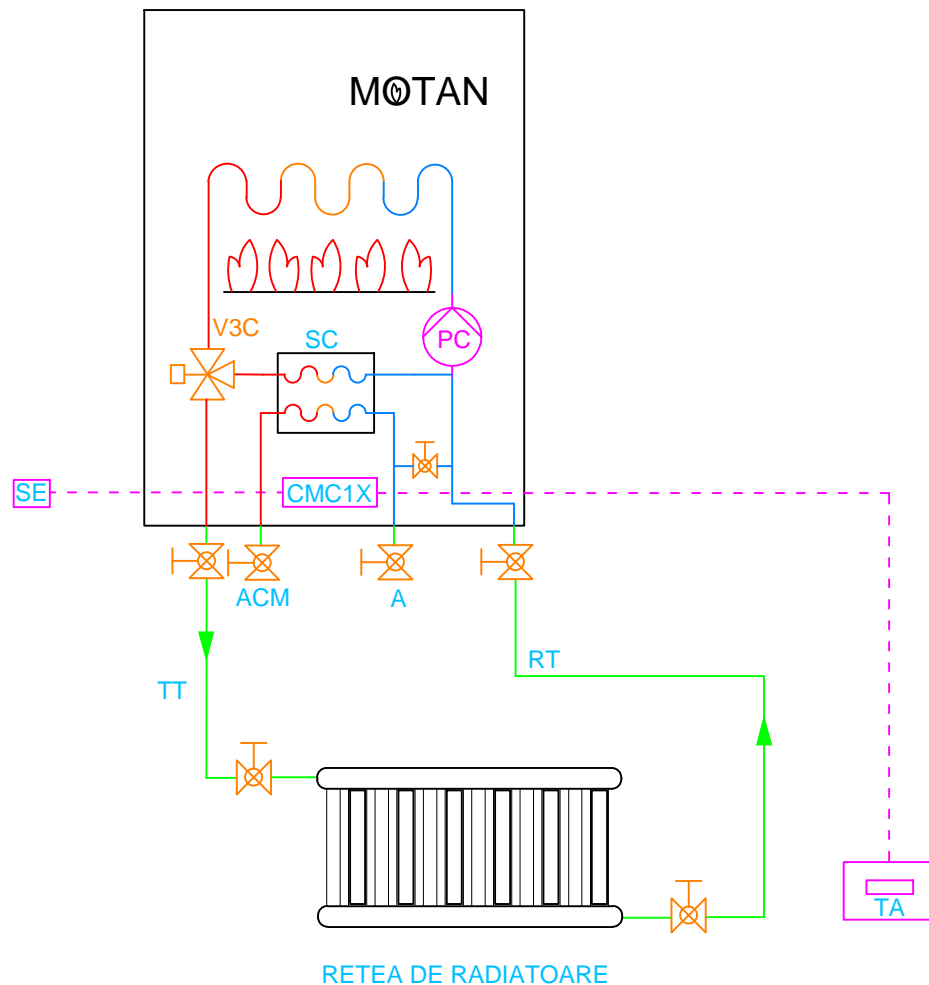 MOTAN
V3C
SC
PC
SE
CMC1X
ACM
A
RT
TT
TA
RETEA DE RADIATOARE